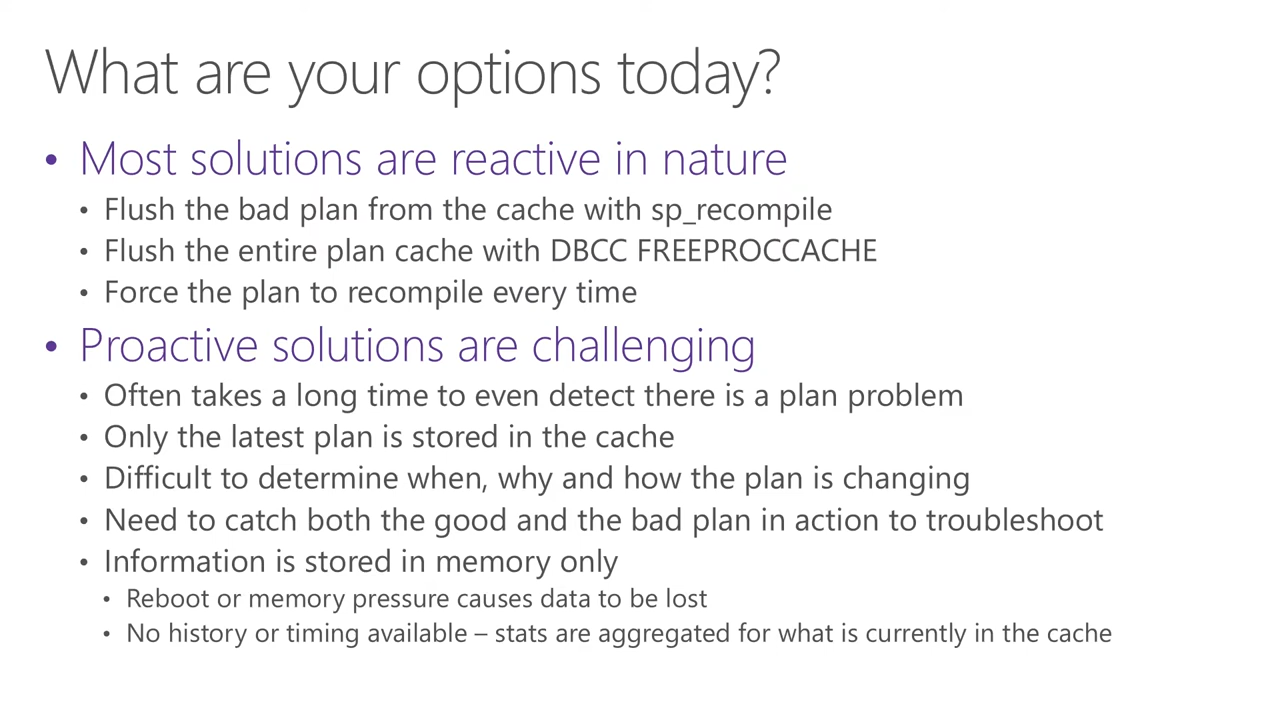 What are your options today?
• Most solutions are reactive in nature
• Flush the bad plan from the cache with sp_recompile
• Flush the entire plan cache with DBCC FREEPROCCACHE
• Force the plan to recompile every time
• Proactive solutions are challenging
• Often takes a long time to even detect there is a plan problem
• Only the latest plan is stored in the cache
• Difficult to determine when, why and how the plan is changing
• Need to catch both the good and the bad plan in action to troubleshoot
• Information is stored in memory only
• Reboot or memory pressure causes data to be lost
• No history or timing available – stats are aggregated for what is currently in the cache